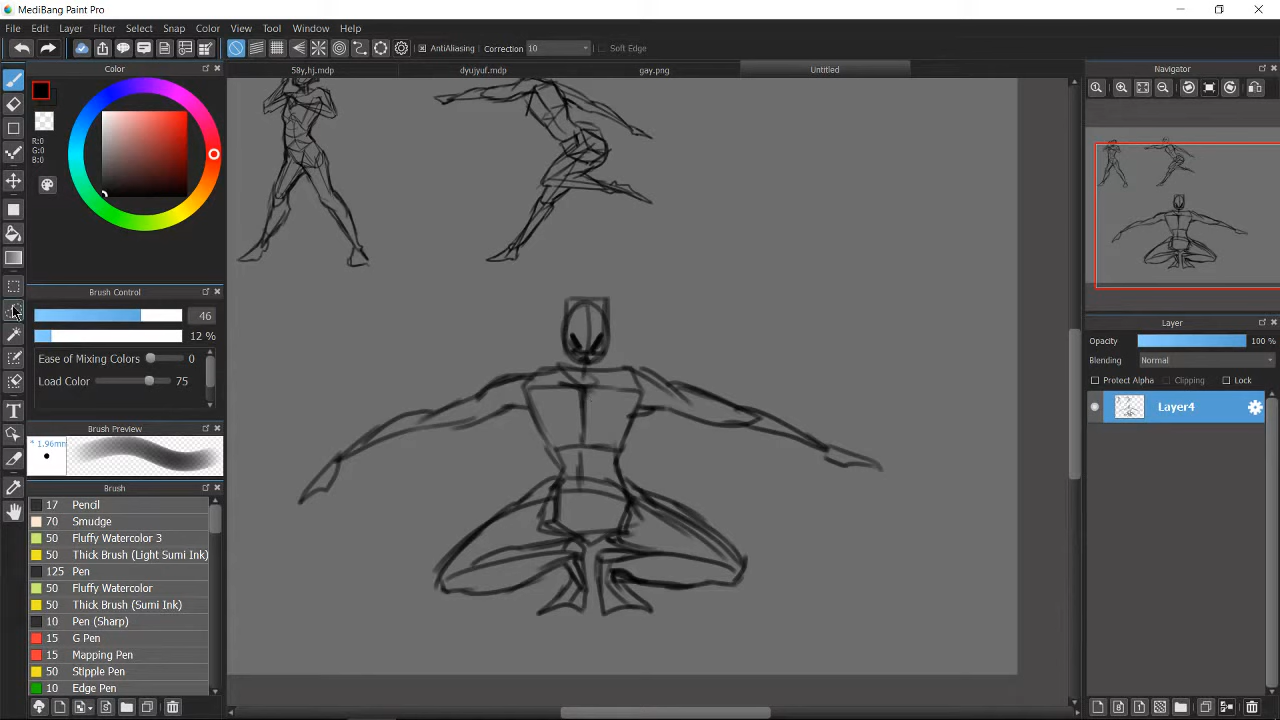 MediBang Paint Pro
File Edit Layer Filter Select Snap Color View Tool Window Help
AntiAliasing Correction 10 Soft Edge
Color
58y,hj.mdp dyujyuf.mdp gay.png Untitled
Navigator
R:0
G:0
B:0
Brush Control
46
12 %
Ease of Mixing Colors 0
Load Color 75
Brush Preview
* 1.96mm
Brush
17 Pencil
70 Smudge
50 Fluffy Watercolor 3
50 Thick Brush (Light Sumi Ink)
125 Pen
50 Fluffy Watercolor
50 Thick Brush (Sumi Ink)
10 Pen (Sharp)
15 G Pen
15 Mapping Pen
50 Stipple Pen
10 Edge Pen
Layer
Opacity 100 %
Blending Normal
Protect Alpha Clipping Lock
Layer4